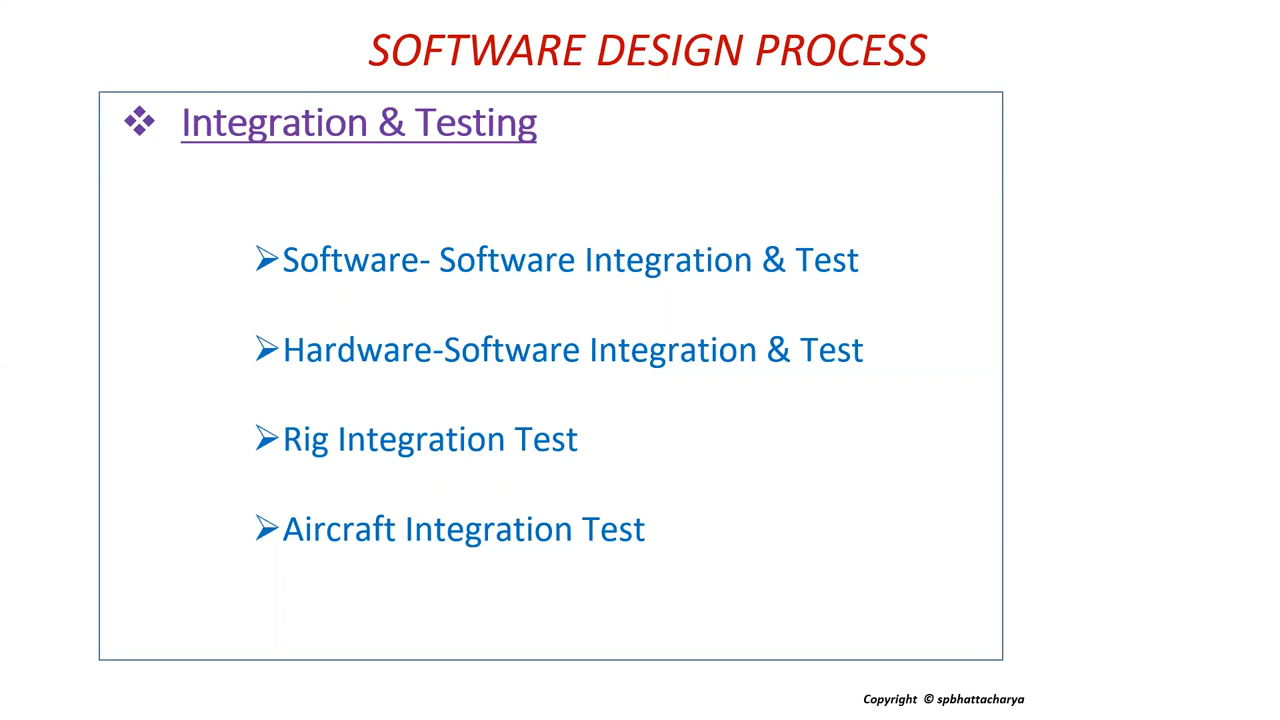 SOFTWARE DESIGN PROCESS
Integration & Testing
Software- Software Integration & Test
Hardware-Software Integration & Test
Rig Integration Test
Aircraft Integration Test
Copyright © spbhattacharya